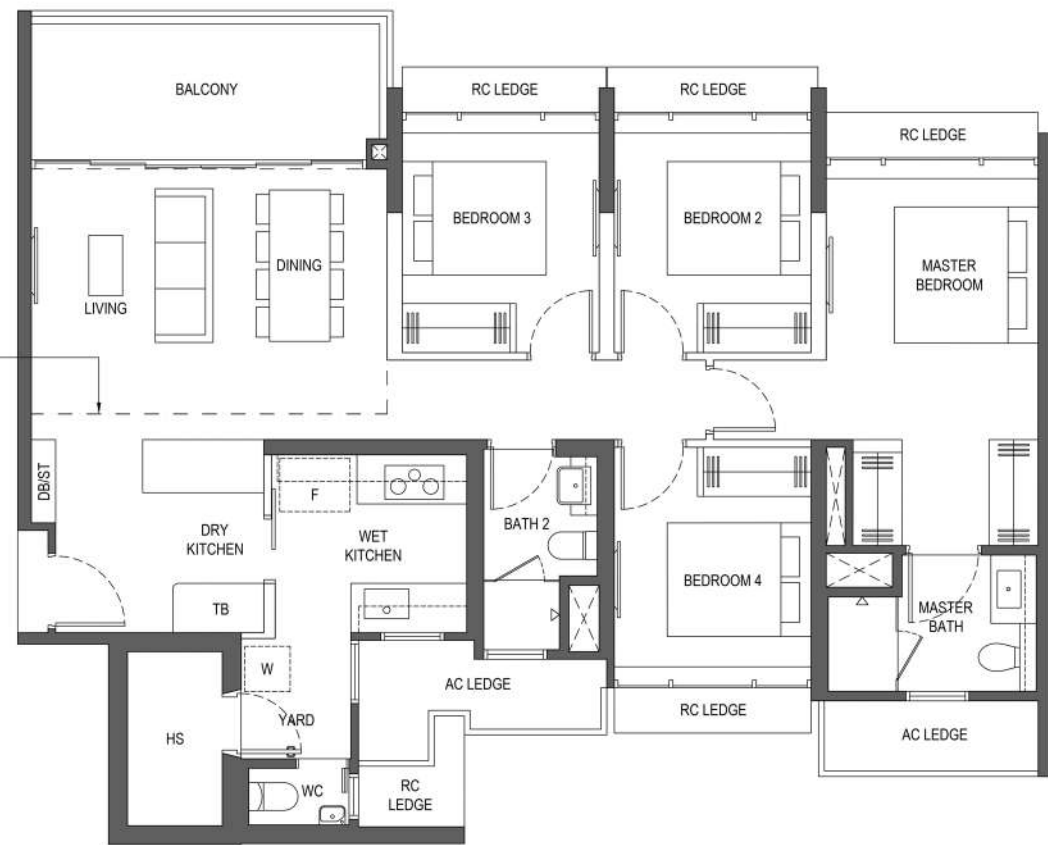 BALCONY
RC LEDGE
RC LEDGE
RC LEDGE
BEDROOM 3
BEDROOM 2
MASTER
BEDROOM
DINING
LIVING
DB/ST
F
DRY
KITCHEN
WET
KITCHEN
BATH 2
BEDROOM 4
TB
MASTER
BATH
W
AC LEDGE
YARD
RC LEDGE
HS
AC LEDGE
WC
RC
LEDGE